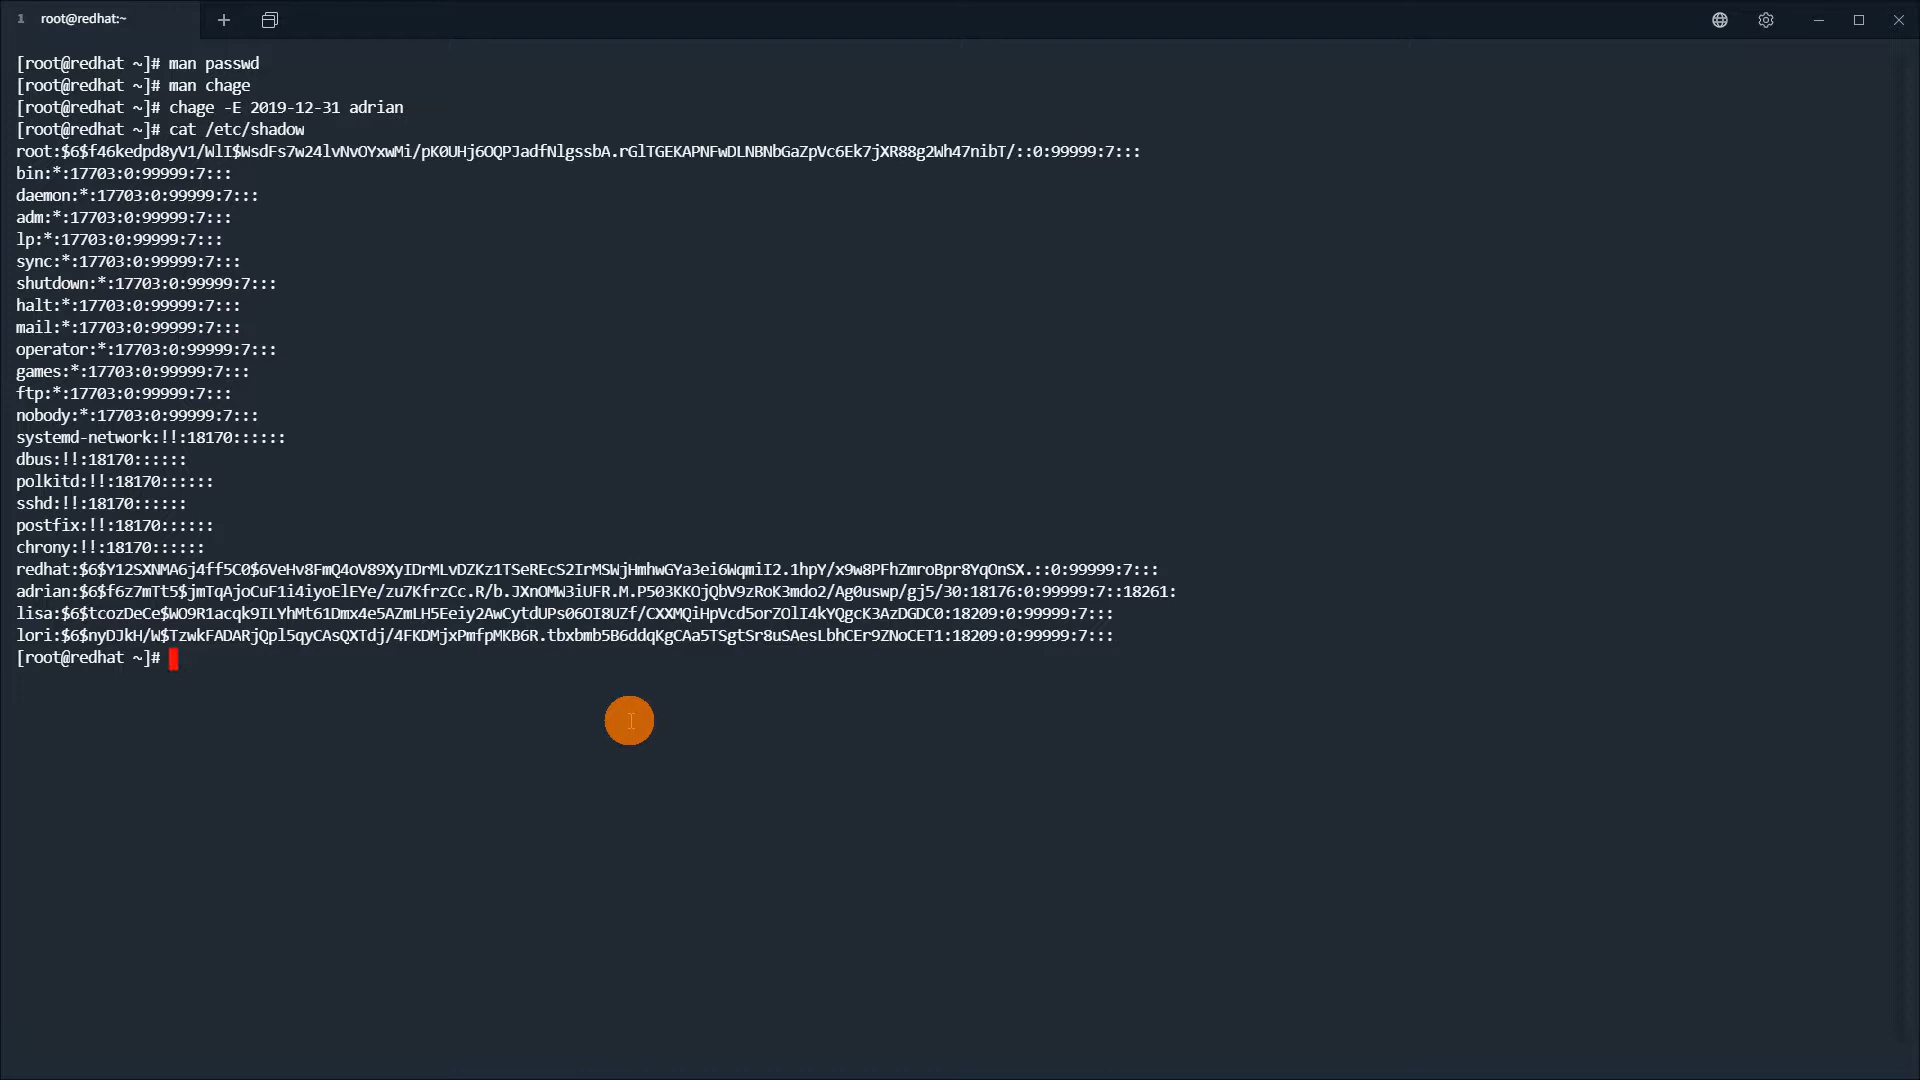 1 root@redhat:~
[root@redhat ~]# man passwd
[root@redhat ~]# man chage
[root@redhat ~]# chage -E 2019-12-31 adrian
[root@redhat ~]# cat /etc/shadow
root:$6$f46kedpd8yV1/WlI$WsdFs7w24lvNvOYxwMi/pK0UHj6OQPJadfNlgssbA.rGlTGEKAPNFwDLNBNbGaZpVc6Ek7jXR88g2Wh47nibT/::0:99999:7:::
bin:*:17703:0:99999:7:::
daemon:*:17703:0:99999:7:::
adm:*:17703:0:99999:7:::
lp:*:17703:0:99999:7:::
sync:*:17703:0:99999:7:::
shutdown:*:17703:0:99999:7:::
halt:*:17703:0:99999:7:::
mail:*:17703:0:99999:7:::
operator:*:17703:0:99999:7:::
games:*:17703:0:99999:7:::
ftp:*:17703:0:99999:7:::
nobody:*:17703:0:99999:7:::
systemd-network:!!:18170::::::
dbus:!!:18170::::::
polkitd:!!:18170::::::
sshd:!!:18170::::::
postfix:!!:18170::::::
chrony:!!:18170::::::
redhat:$6$Y12SXNMA6j4ff5C0$6VeHv8FmQ4oV89XyIDrMLvDZKz1TSeREcS2IrMSWjHmhwGYa3ei6WqmiI2.1hpY/x9w8PFhZmroBpr8YqOnSX.::0:99999:7:::
adrian:$6$f6z7mTt5$jmTqAjoCuF1i4iyoElEYe/zu7KfrzCc.R/b.JXnOMW3iUFR.M.P503KKOjQbV9zRoK3mdo2/Ag0uswp/gj5/30:18176:0:99999:7::18261:
lisa:$6$tcozDeCe$WO9R1acqk9ILYhMt61Dmx4e5AZmLH5Eeiy2AwCytdUPs06OI8UZf/CXXMQiHpVcd5orZOlI4kYQgcK3AzDGDC0:18209:0:99999:7:::
lori:$6$nyDJkH/W$TzwkFADARjQpl5qyCAsQXTdj/4FKDMjxPmfpMKB6R.tbxbmb5B6ddqKgCAa5TSgtSr8uSAesLbhCEr9ZNoCET1:18209:0:99999:7:::
[root@redhat ~]#